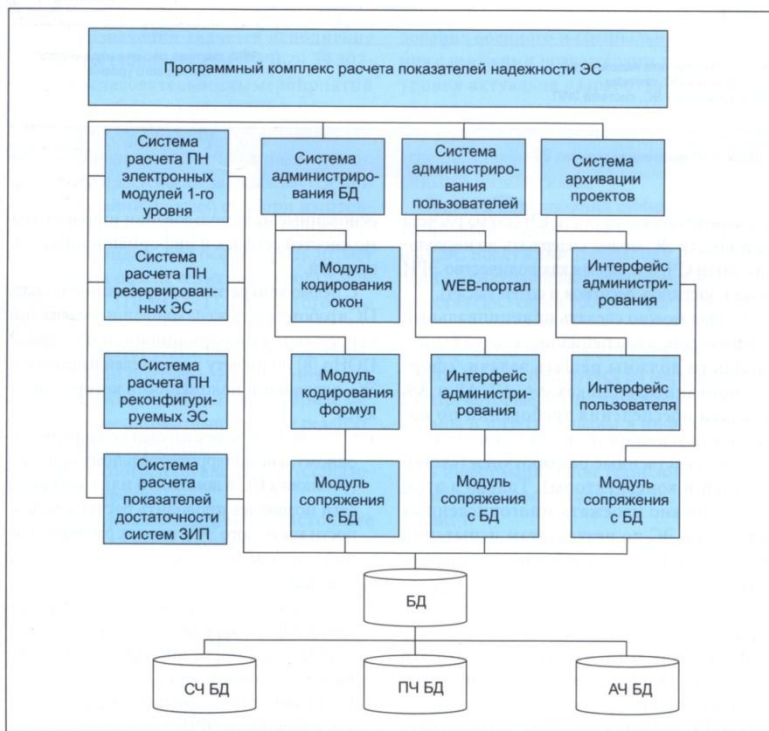 Программный комплекс расчета показателей надежности ЭС
Система
расчета ПН
электронных
модулей 1-го
уровня
Система
администриро-
вания БД
Система
администриро-
вания
пользователей
Система
архивации
проектов
Система
расчета ПН
резервирован-
ных ЭС
Модуль
кодирования
окон
WEB-портал
Интерфейс
администри-
рования
Система
расчета ПН
реконфигури-
руемых ЭС
Модуль
кодирования
формул
Интерфейс
администри-
рования
Интерфейс
пользователя
Система
расчета
показателей
достаточности
систем ЗИП
Модуль
сопряжения
с БД
Модуль
сопряжения
с БД
Модуль
сопряжения
с БД
БД
СЧ БД
ПЧ БД
АЧ БД